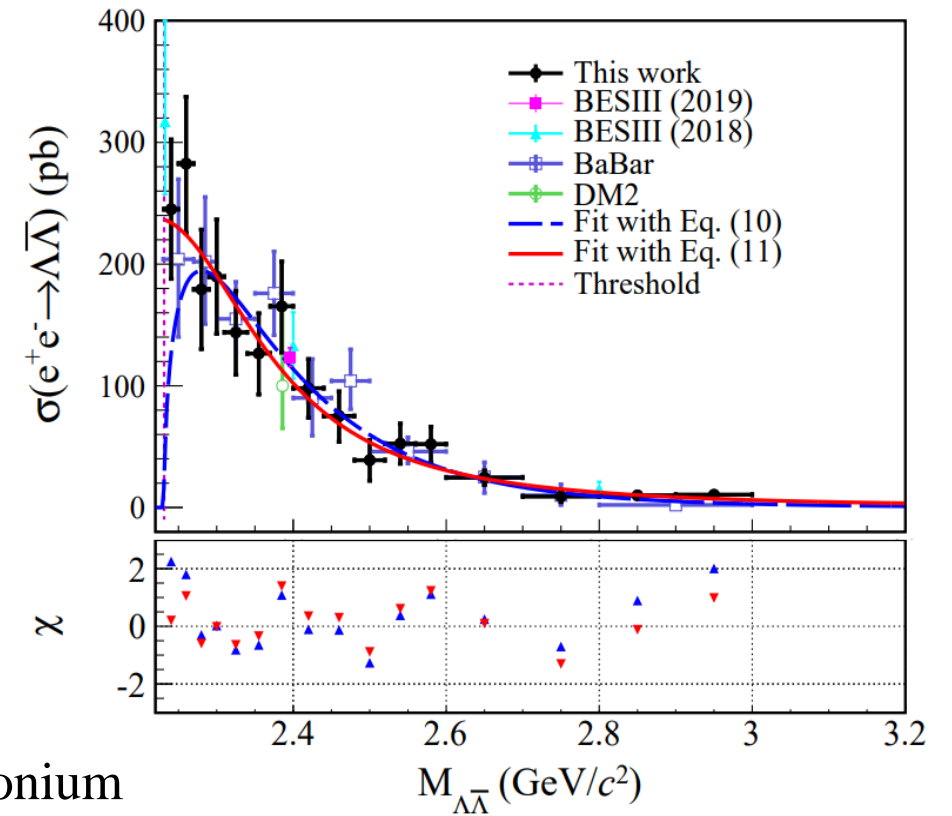 400
300
200
100
0
σ(e⁺e⁻→ΛΛ̅) (pb)
This work
BESIII (2019)
BESIII (2018)
BaBar
DM2
Fit with Eq. (10)
Fit with Eq. (11)
Threshold
2
0
-2
χ
2.4 2.6 2.8 3 3.2
onium
M_ΛΛ̅ (GeV/c²)